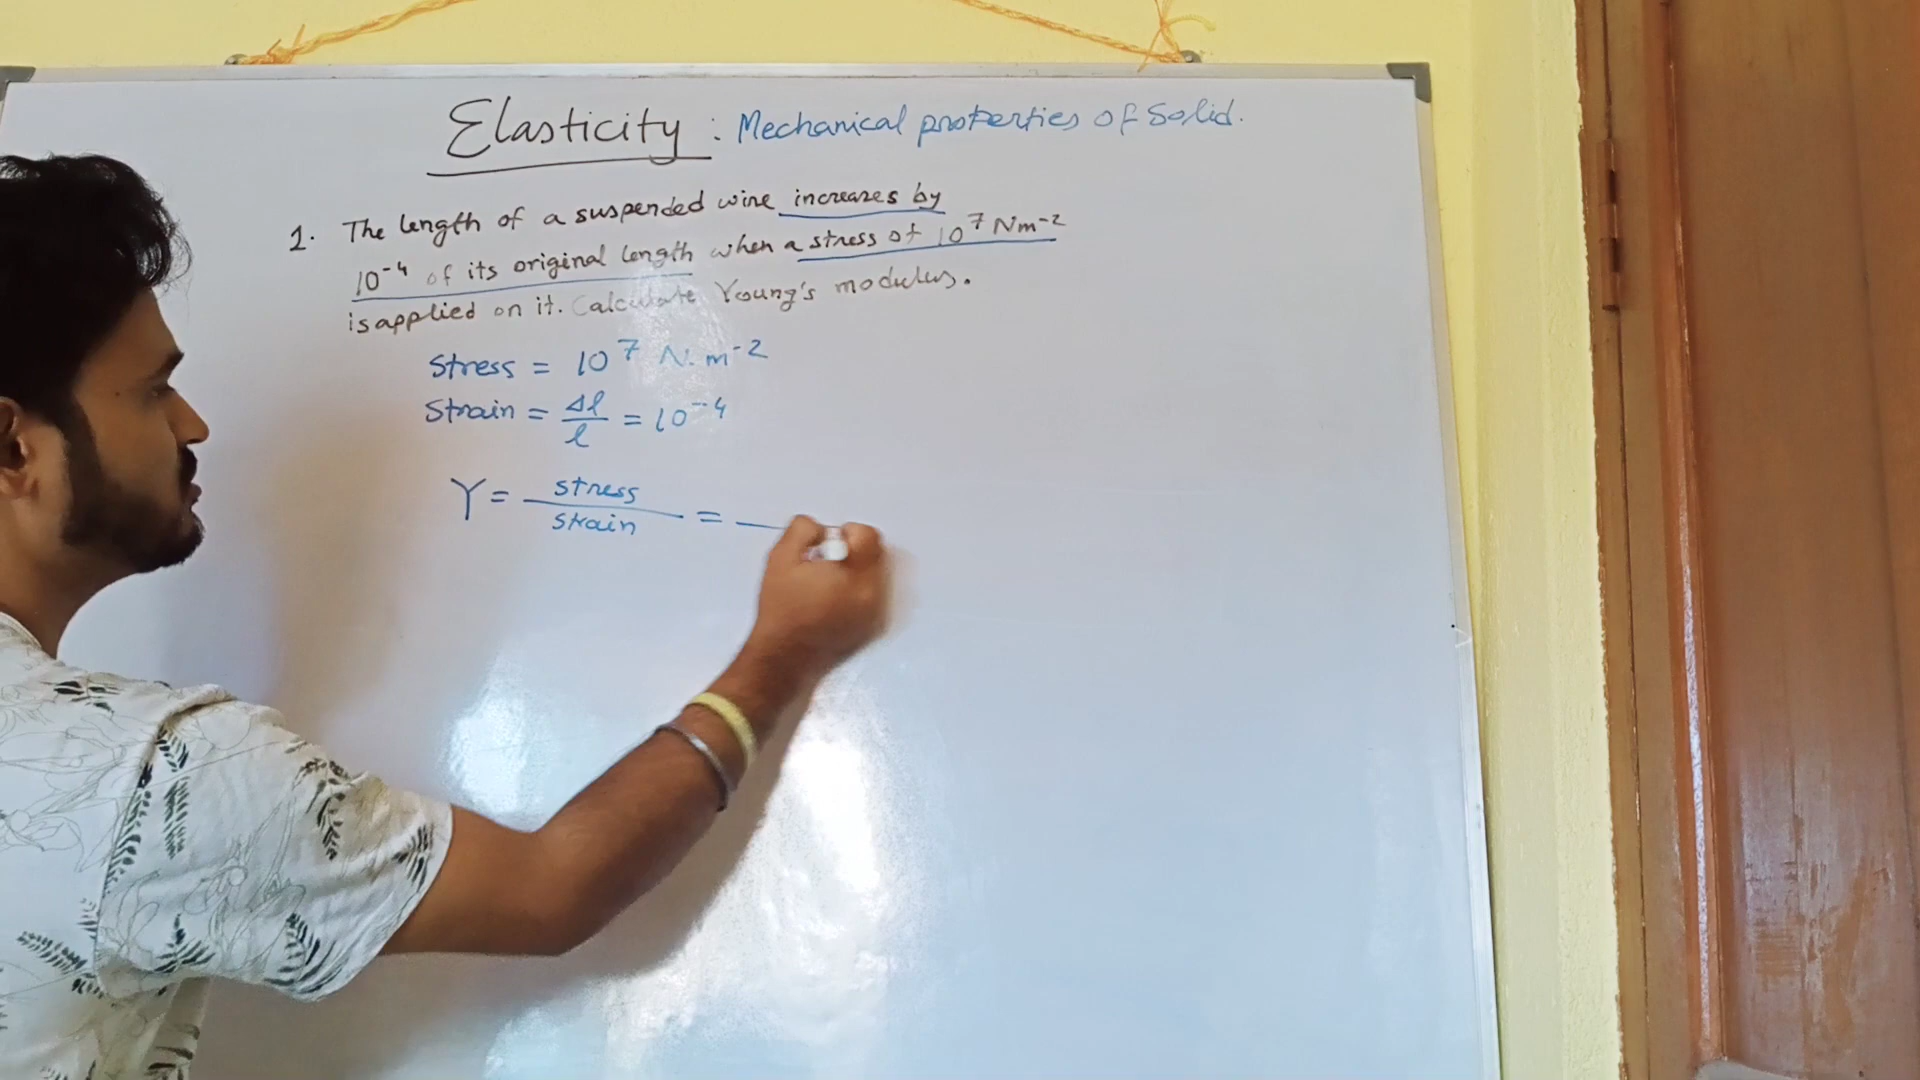 Elasticity : Mechanical properties of Solid.
1. The length of a suspended wire increases by
10⁻⁴ of its original length when a stress of 10⁷ Nm⁻²
is applied on it. Calculate Young's modulus.
Stress = 10⁷ N. m⁻²
Strain = Δl/l = 10⁻⁴
Y = stress/strain =